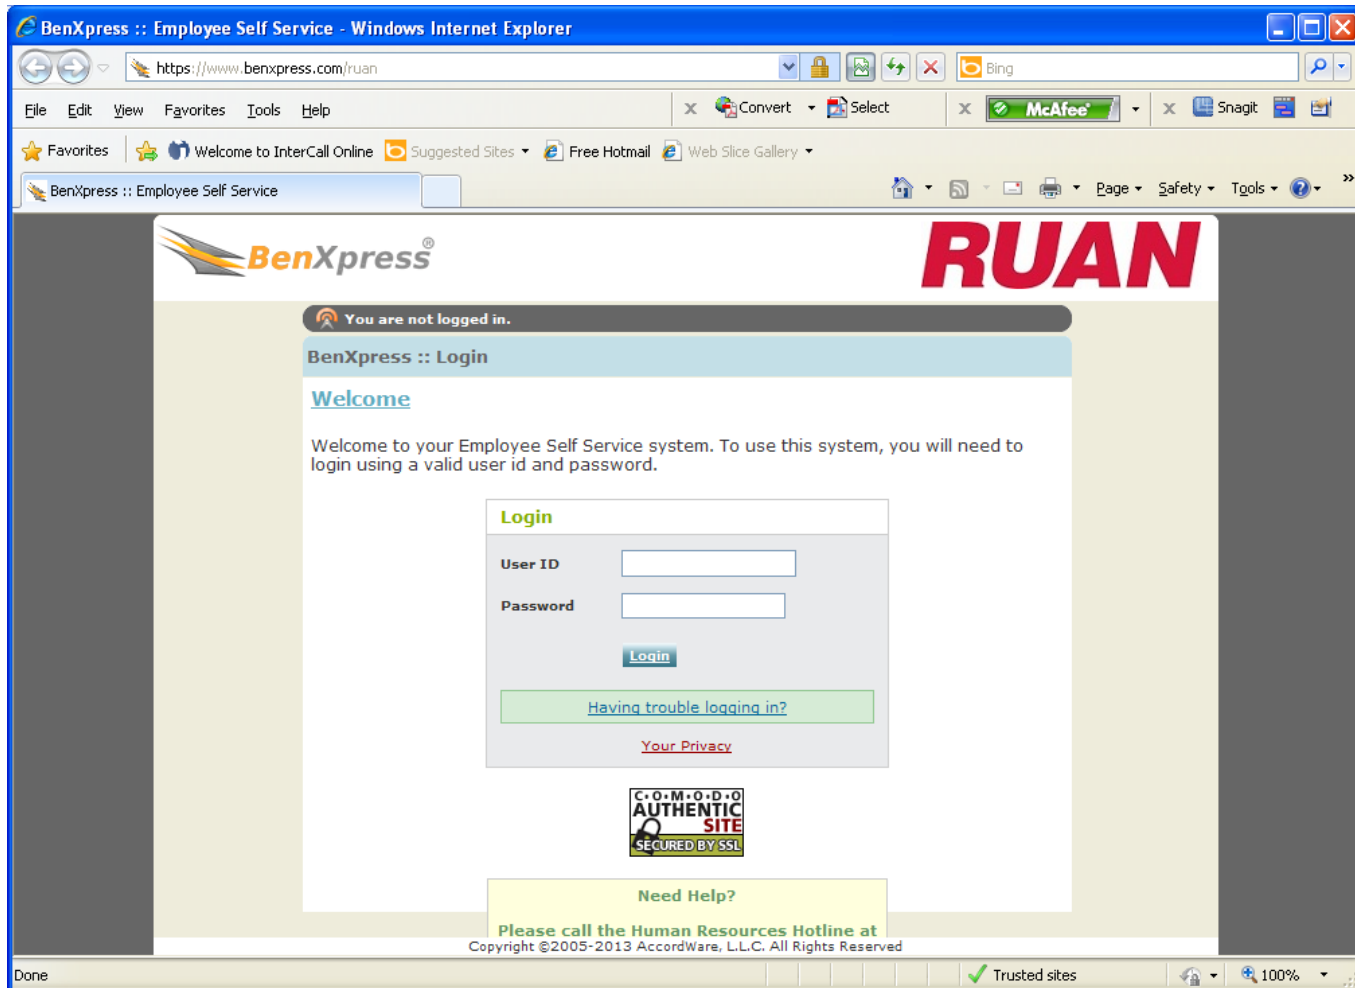 BenXpress :: Employee Self Service - Windows Internet Explorer
https://www.benxpress.com/ruan
Bing
File Edit View Favorites Tools Help
x Convert Select x McAfee x Snagit
Favorites Welcome to InterCall Online Suggested Sites Free Hotmail Web Slice Gallery
BenXpress :: Employee Self Service
Page Safety Tools »
BenXpress® RUAN
You are not logged in.
BenXpress :: Login
Welcome
Welcome to your Employee Self Service system. To use this system, you will need to
login using a valid user id and password.
Login
User ID
Password
Login
Having trouble logging in?
Your Privacy
C·O·M·O·D·O
AUTHENTIC
SITE
SECURED BY SSL
Need Help?
Please call the Human Resources Hotline at
Copyright ©2005-2013 AccordWare, L.L.C. All Rights Reserved
Done Trusted sites 100%